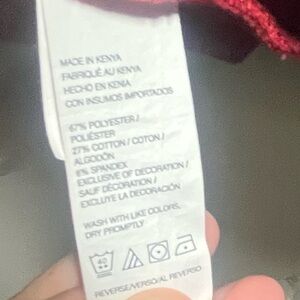 MADE IN KENYA
FABRIQUÉ AU KENYA
HECHO EN KENIA
CON INSUMOS IMPORTADOS
67% POLYESTER /
POLIÉSTER
27% COTTON / COTON /
ALGODÓN
6% SPANDEX
EXCLUSIVE OF DECORATION /
SAUF DÉCORATION /
EXCLUYE LA DECORACIÓN
WASH WITH LIKE COLORS,
DRY PROMPTLY
40
REVERSE/VERSO/AL REVERSO